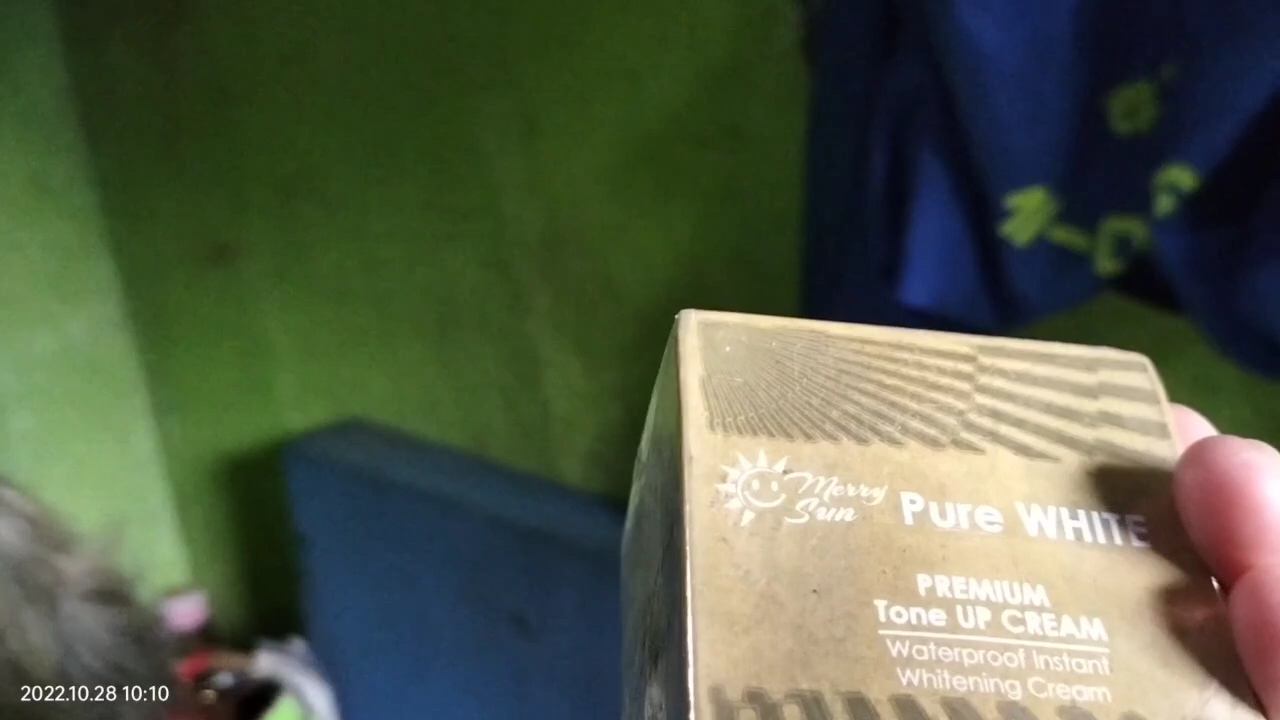 Merry
Sun
Pure WHITE
PREMIUM
Tone UP CREAM
Waterproof Instant
Whitening Cream
2022.10.28 10:10